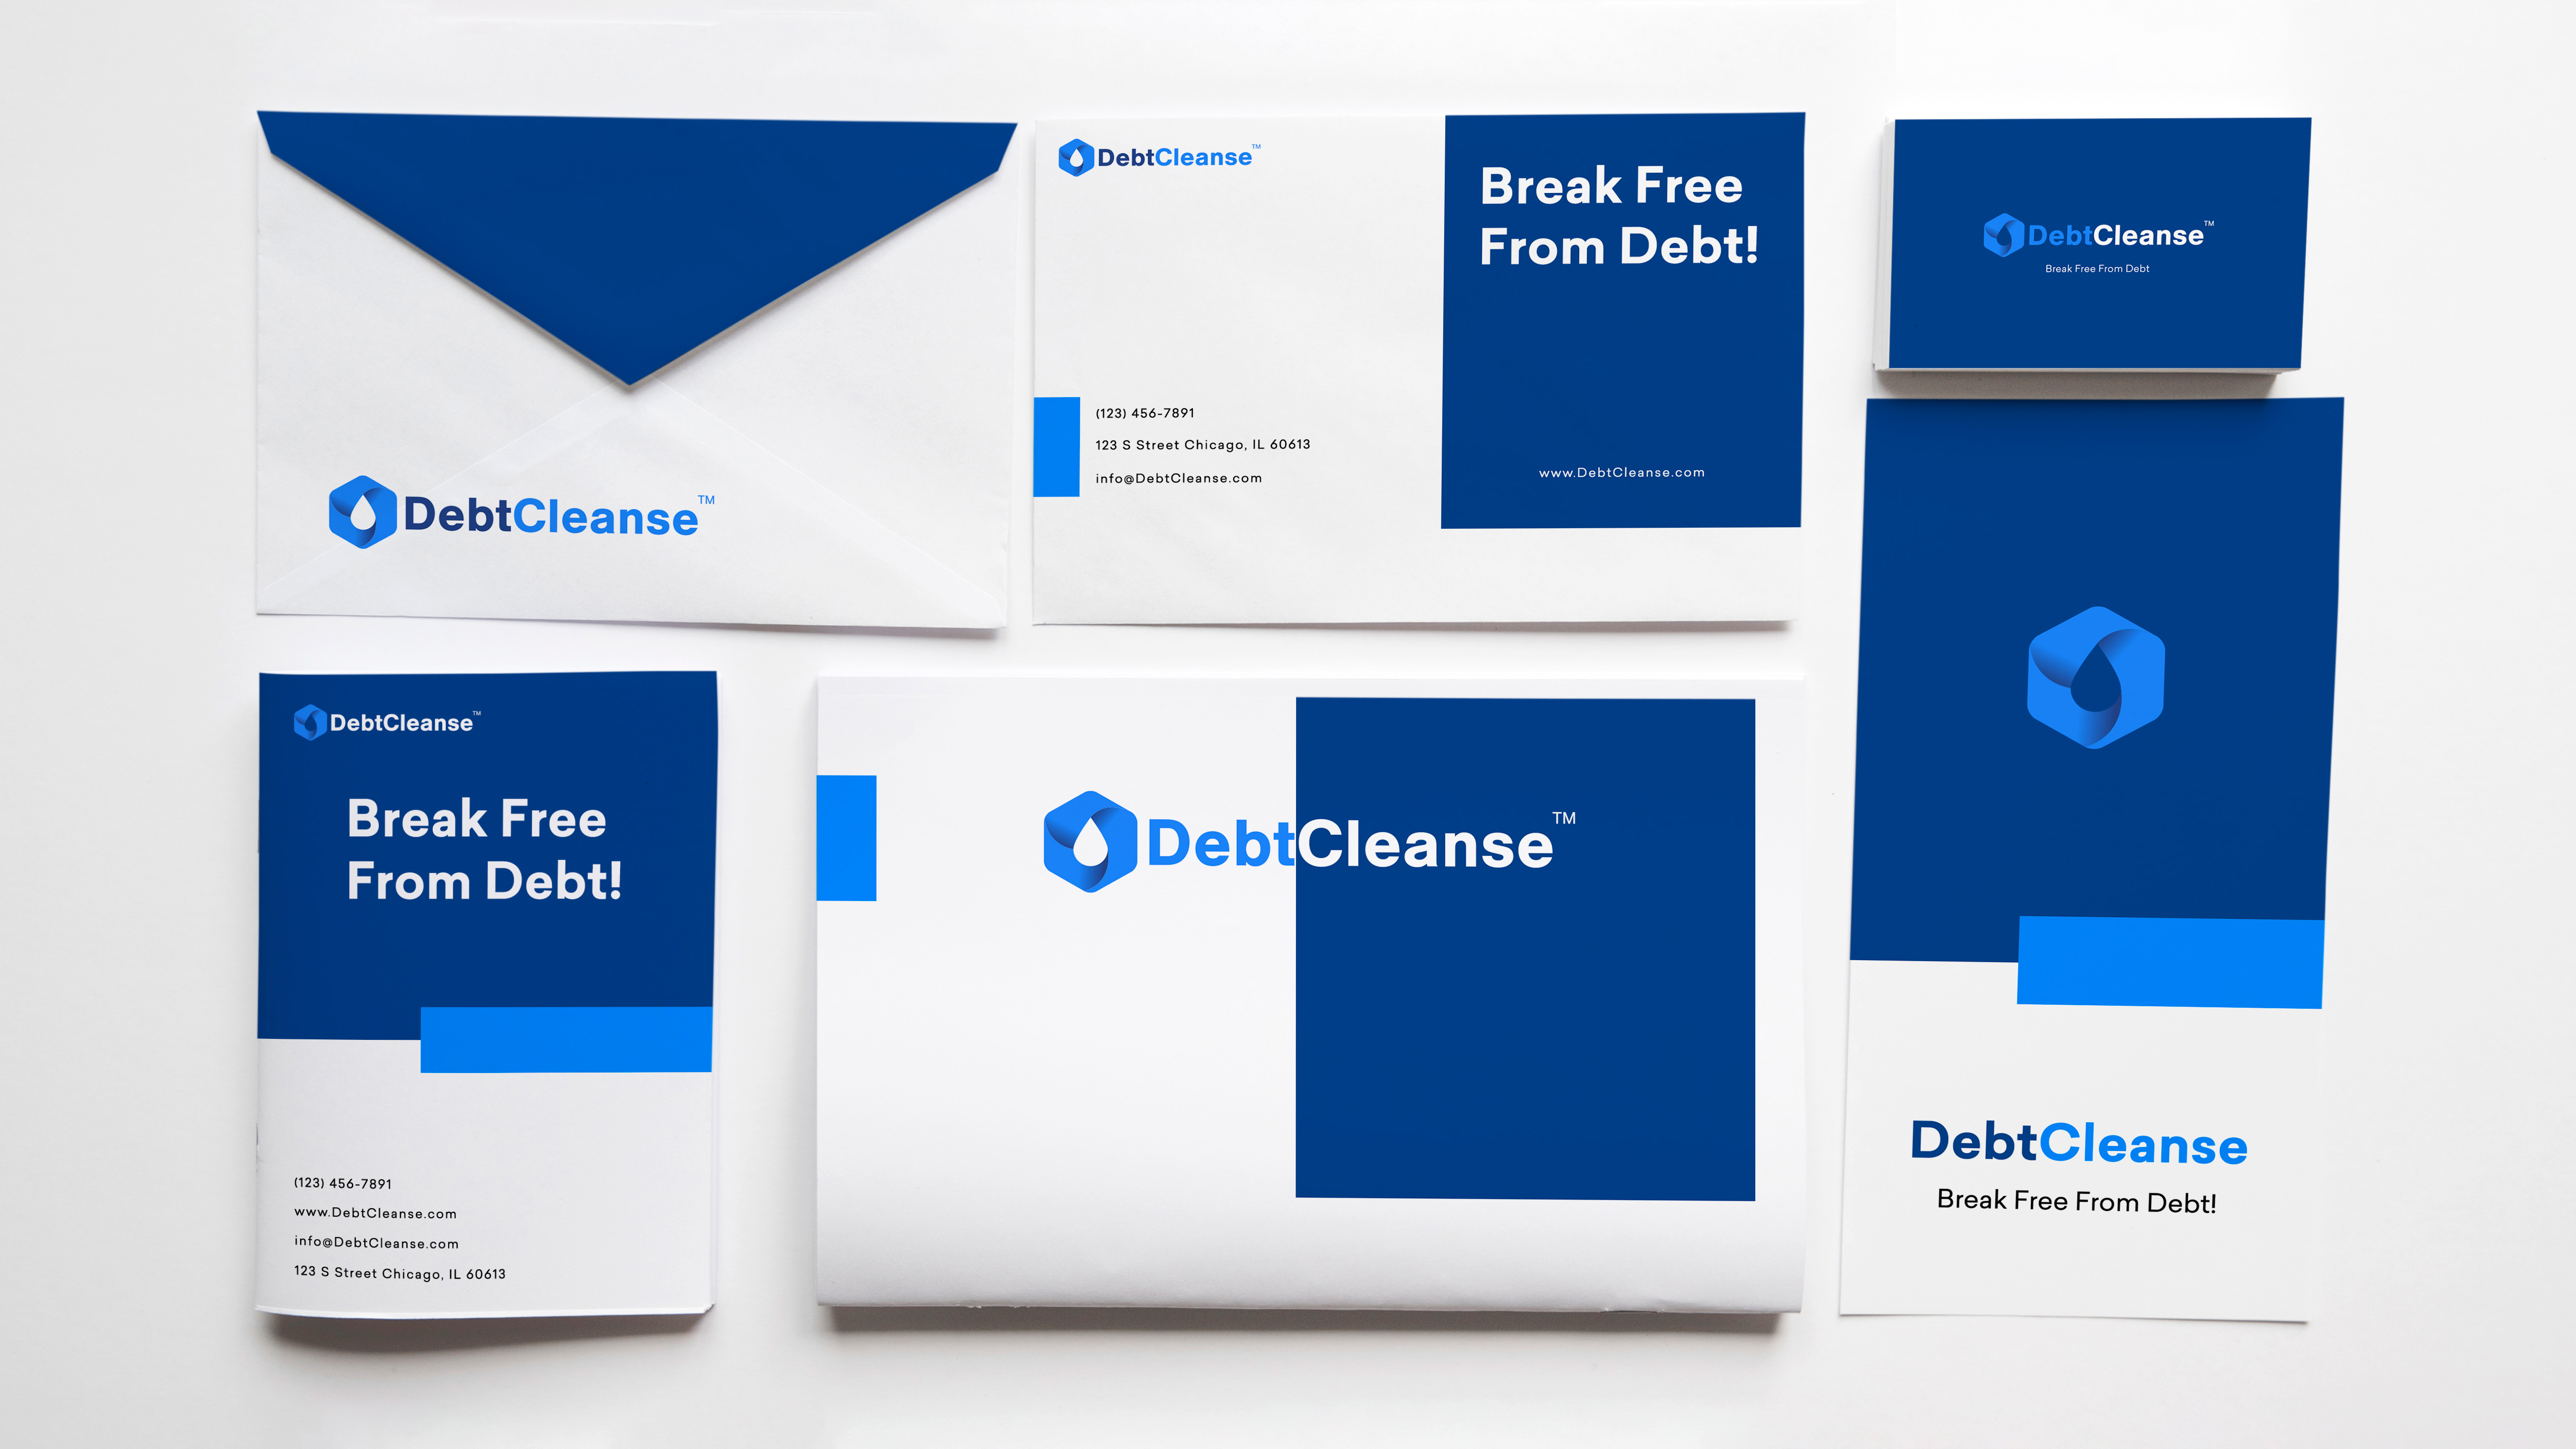 DebtCleanse™
DebtCleanse™
Break Free
From Debt!
(123) 456-7891
123 S Street Chicago, IL 60613
info@DebtCleanse.com
www.DebtCleanse.com
DebtCleanse™
Break Free From Debt
DebtCleanse™
Break Free
From Debt!
(123) 456-7891
www.DebtCleanse.com
info@DebtCleanse.com
123 S Street Chicago, IL 60613
DebtCleanse™
DebtCleanse
Break Free From Debt!